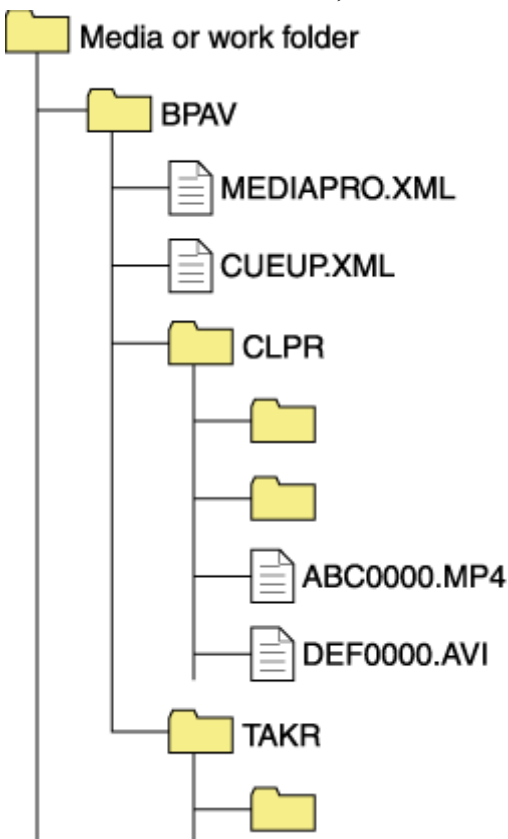 Media or work folder
BPAV
MEDIAPRO.XML
CUEUP.XML
CLPR
ABC0000.MP4
DEF0000.AVI
TAKR